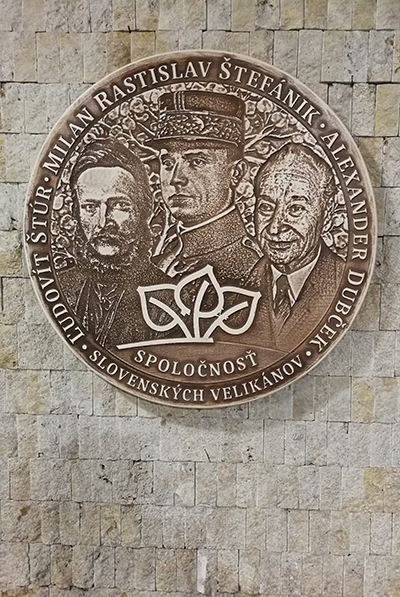 ĽUDOVÍT ŠTÚR · MILAN RASTISLAV ŠTEFÁNIK · ALEXANDER DUBČEK ·
SPOLOČNOSŤ
SLOVENSKÝCH VELIKÁNOV ·